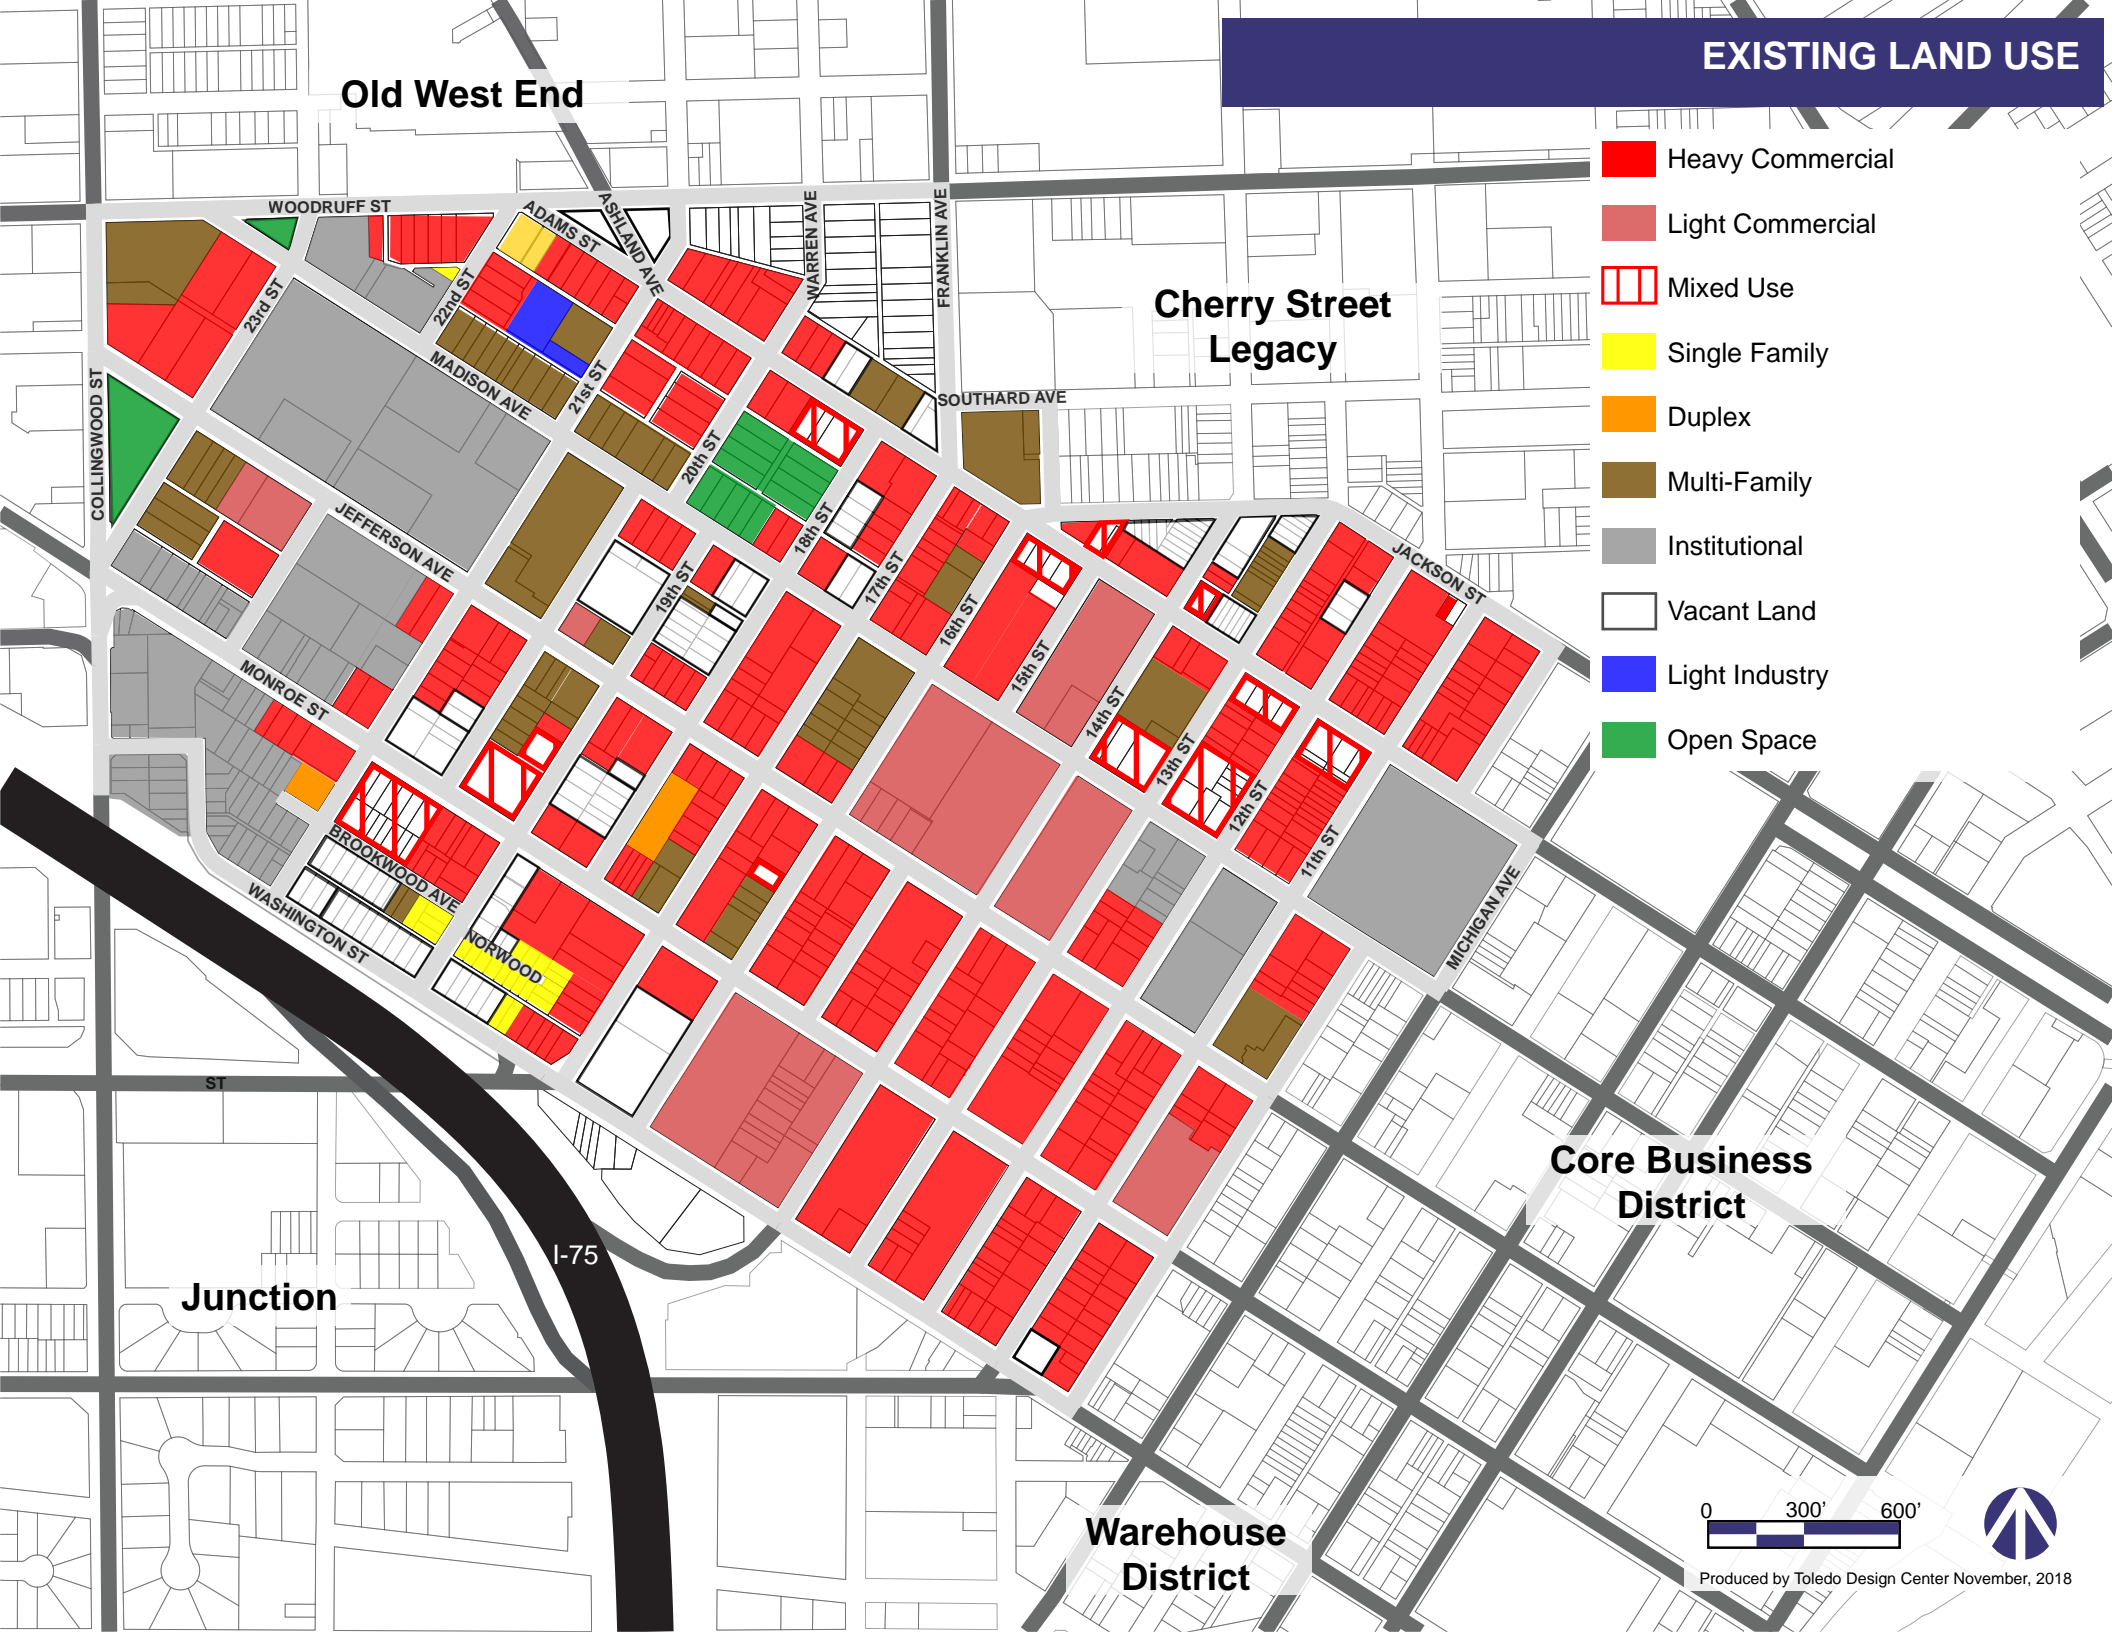 EXISTING LAND USE
Old West End
Heavy Commercial
Light Commercial
Mixed Use
Single Family
Duplex
Multi-Family
Institutional
Vacant Land
Light Industry
Open Space
WOODRUFF ST
ADAMS ST
ASHLAND AVE
WARREN AVE
FRANKLIN AVE
Cherry Street
Legacy
SOUTHARD AVE
23rd ST
22nd ST
MADISON AVE
21st ST
COLLINGWOOD ST
20th ST
JEFFERSON AVE
18th ST
17th ST
19th ST
16th ST
15th ST
JACKSON ST
MONROE ST
14th ST
13th ST
12th ST
11th ST
MICHIGAN AVE
BROOKWOOD AVE
WASHINGTON ST
NORWOOD
ST
I-75
Junction
Core Business
District
Warehouse
District
0 300' 600'
Produced by Toledo Design Center November, 2018